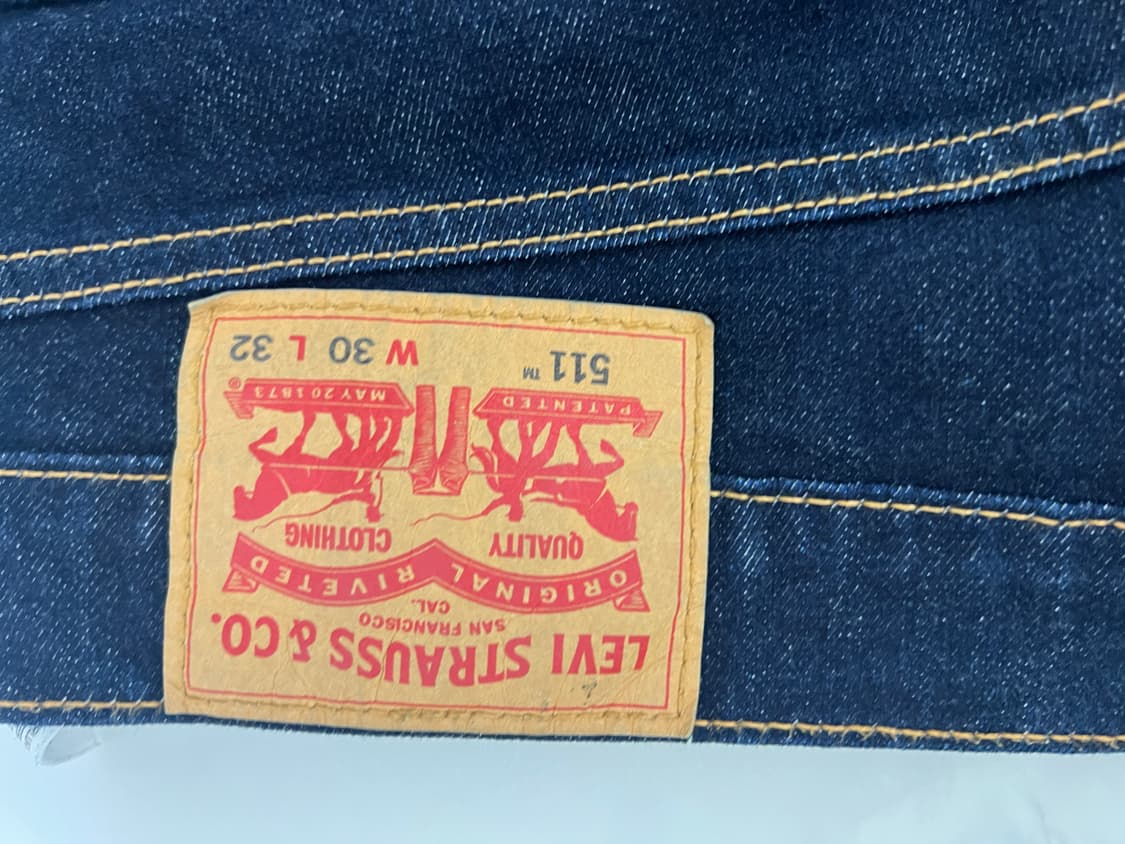 LEVI STRAUSS & CO.
SAN FRANCISCO
CAL.
ORIGINAL RIVETED
QUALITY CLOTHING
PATENTED MAY 20 1873 ®
511™ W 30 L 32